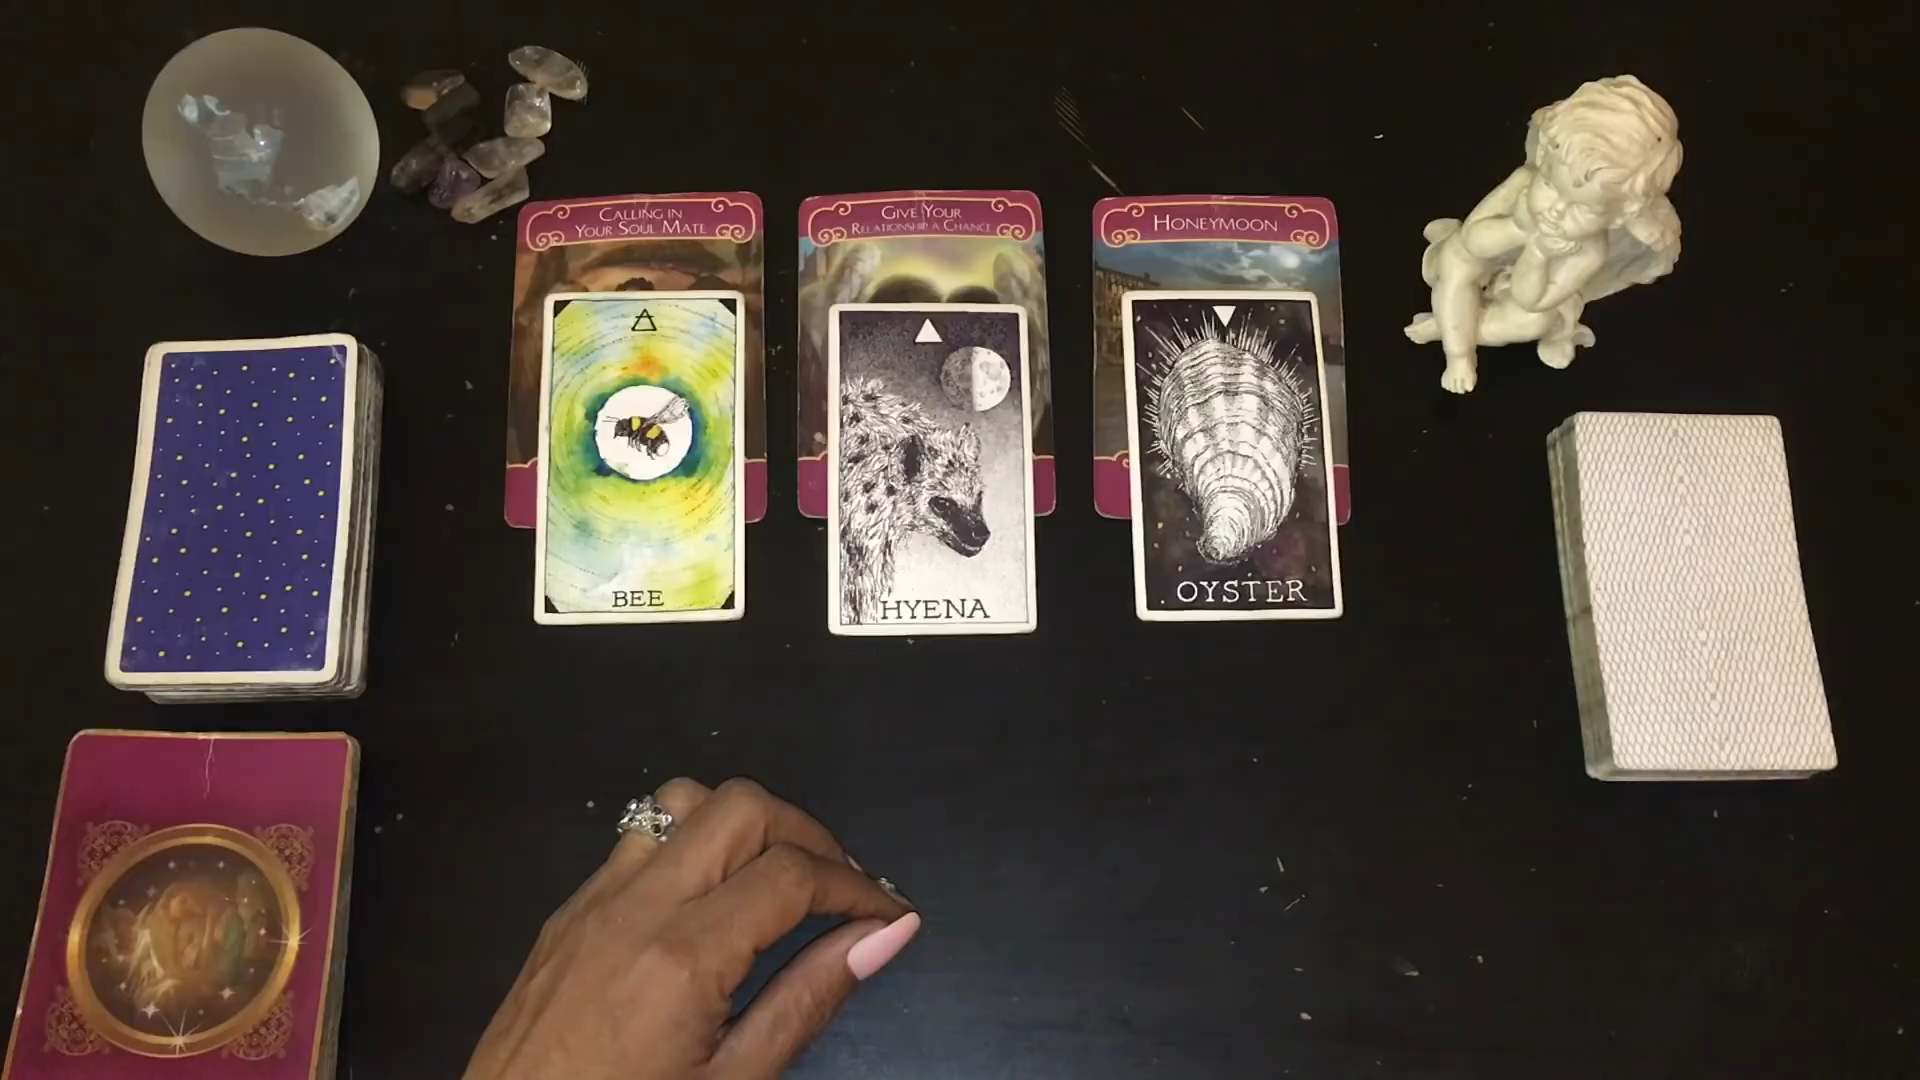 CALLING IN
YOUR SOUL MATE
GIVE YOUR
RELATIONSHIP A CHANCE
HONEYMOON
BEE
HYENA
OYSTER